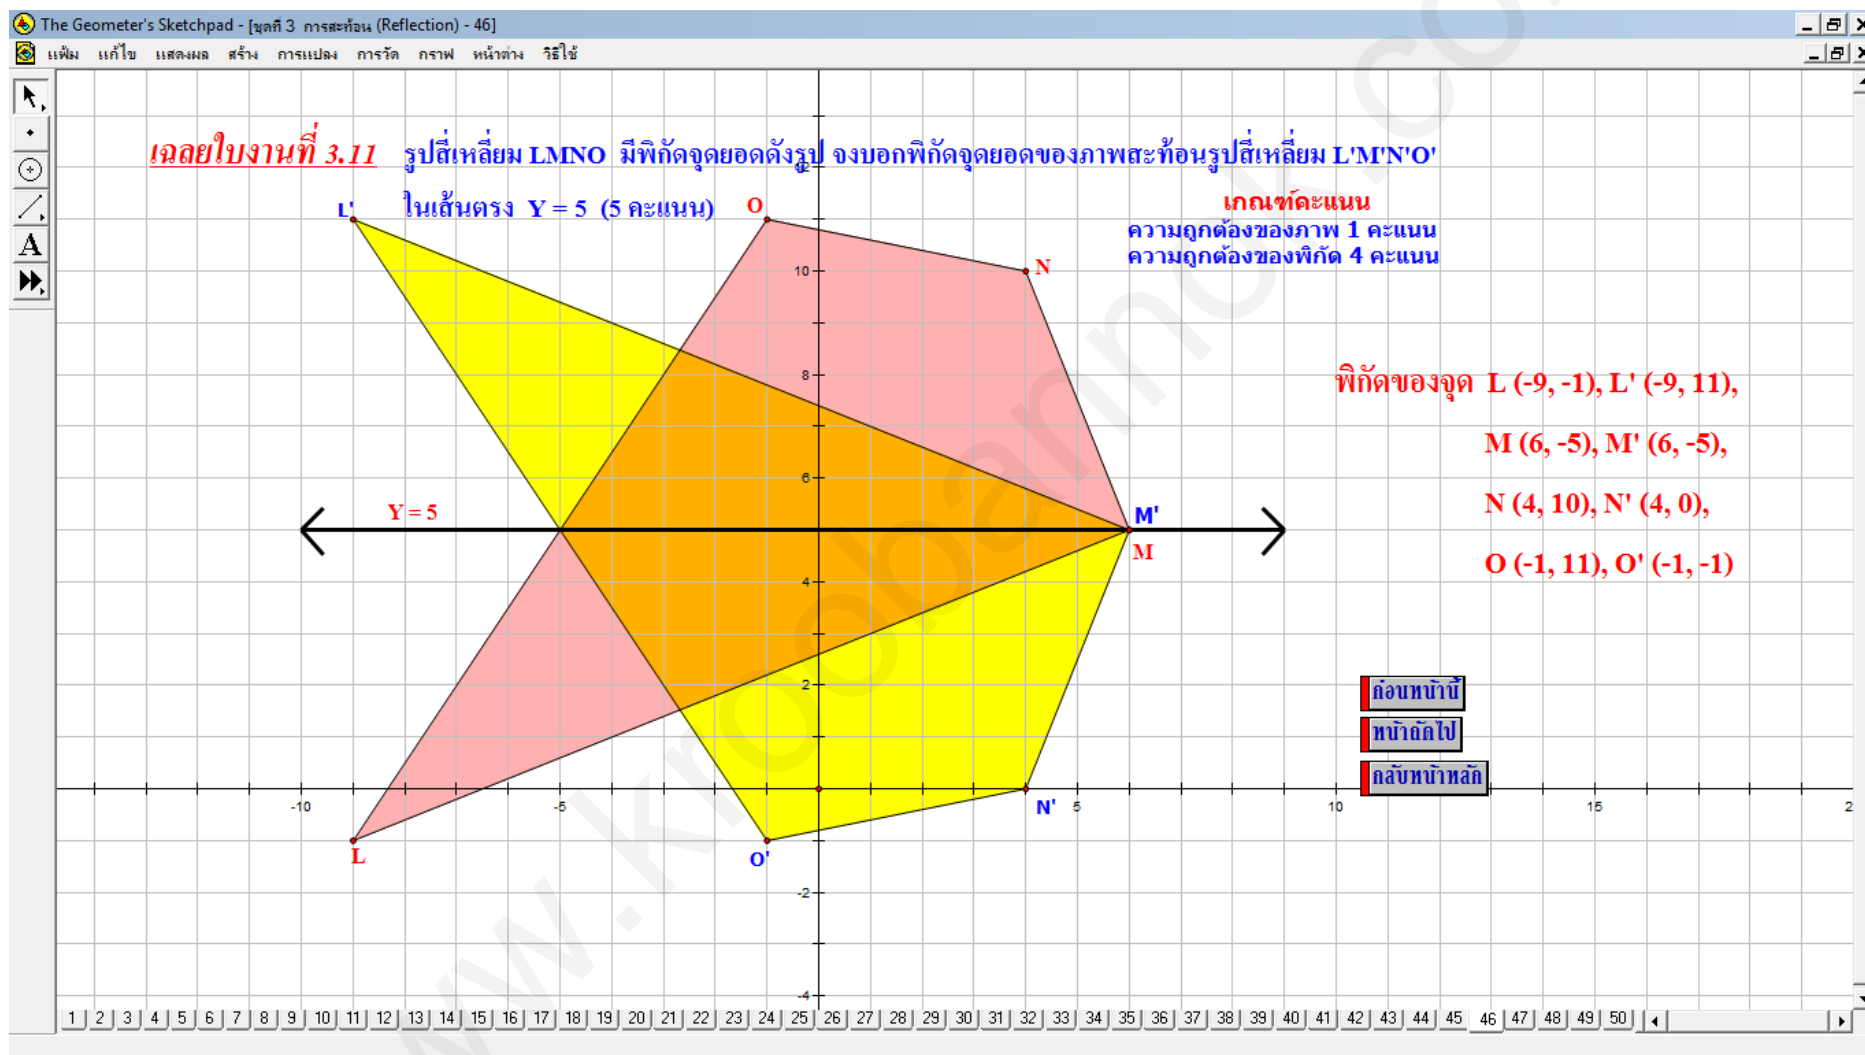 The Geometer's Sketchpad - [ชุดที่ 3 การสะท้อน (Reflection) - 46]
แฟ้ม แก้ไข แสดงผล สร้าง การแปลง การวัด กราฟ หน้าต่าง วิธีใช้
เฉลยใบงานที่ 3.11 รูปสี่เหลี่ยม LMNO มีพิกัดจุดยอดดังรูป จงบอกพิกัดจุดยอดของภาพสะท้อนรูปสี่เหลี่ยม L'M'N'O'
ในเส้นตรง Y = 5 (5 คะแนน)
เกณฑ์คะแนน
ความถูกต้องของภาพ 1 คะแนน
ความถูกต้องของพิกัด 4 คะแนน
L'
O
N
12
10
8
6
4
2
-2
-4
พิกัดของจุด L (-9, -1), L' (-9, 11),
M (6, -5), M' (6, -5),
N (4, 10), N' (4, 0),
O (-1, 11), O' (-1, -1)
Y = 5
M'
M
ก่อนหน้านี้
หน้าถัดไป
กลับหน้าหลัก
-10 -5 5 10 15 2
N'
L
O'
www.kroobannok.co
A
1 2 3 4 5 6 7 8 9 10 11 12 13 14 15 16 17 18 19 20 21 22 23 24 25 26 27 28 29 30 31 32 33 34 35 36 37 38 39 40 41 42 43 44 45 46 47 48 49 50